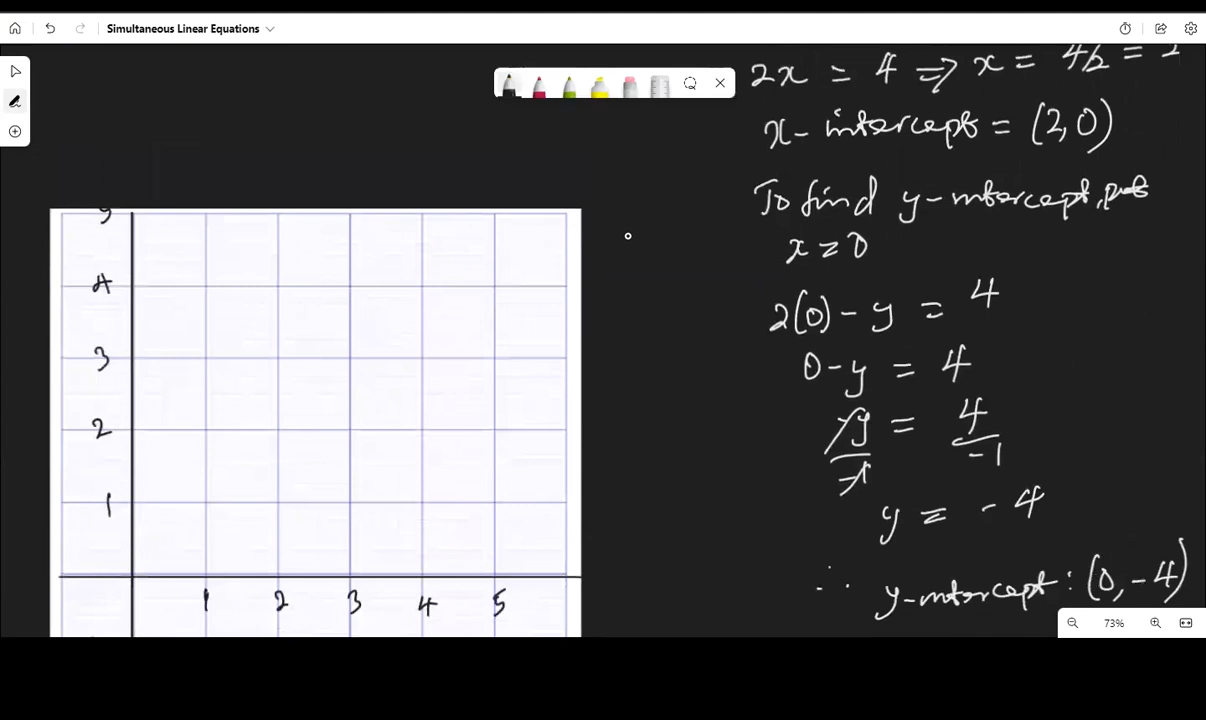 Simultaneous Linear Equations
2x = 4 => x = 4/2 = 2
x-intercept = (2,0)
To find y-intercept, put
x = 0
2(0) - y = 4
0 - y = 4
-y/-1 = 4/-1
y = -4
∴ y-intercept: (0, -4)
5
4
3
2
1
1 2 3 4 5
73%